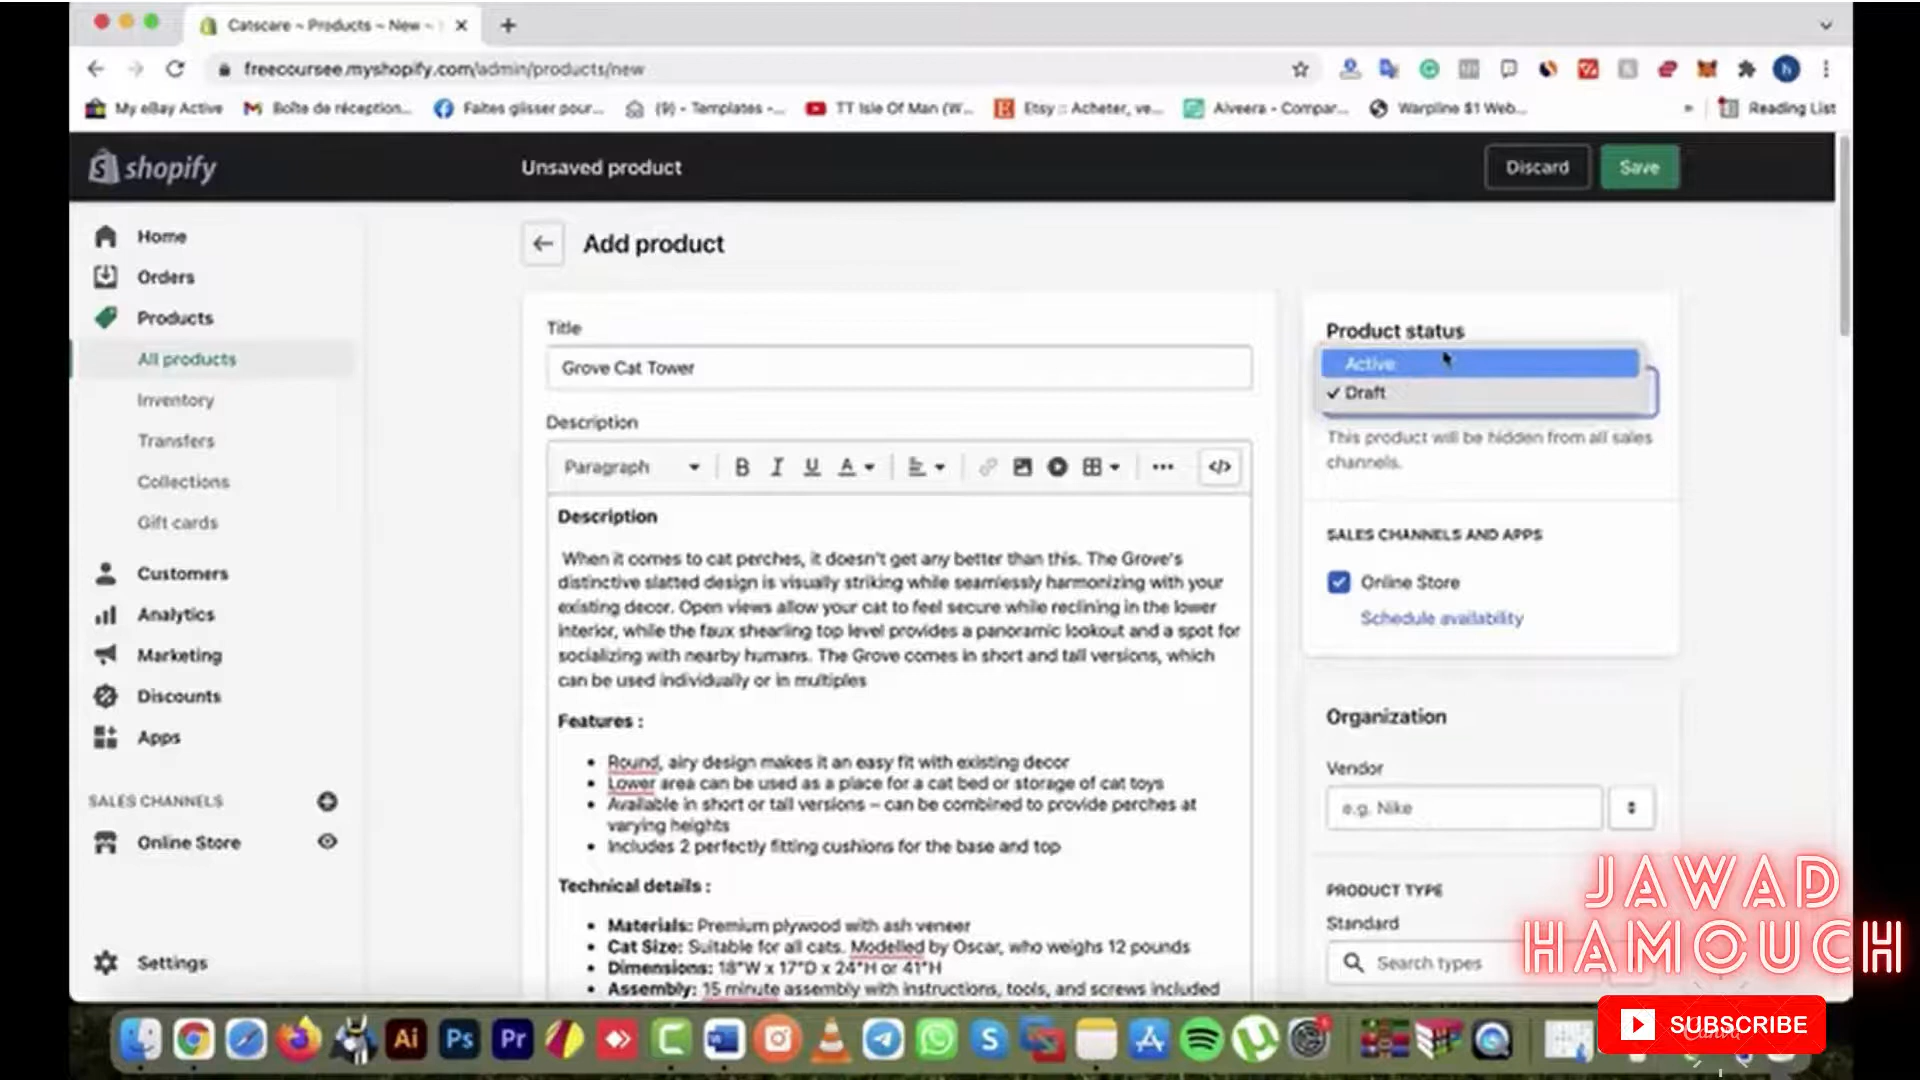 Catscare ~ Products ~ New ~
freecoursee.myshopify.com/admin/products/new
My eBay Active
Boîte de réception...
Faites glisser pour...
(9) - Templates -...
TT Isle Of Man (W...
Etsy :: Acheter, ve...
Alveera - Compar...
Warpline $1 Web...
»
Reading List
shopify
Unsaved product
Discard
Save
Home
Orders
Products
All products
Inventory
Transfers
Collections
Gift cards
Customers
Analytics
Marketing
Discounts
Apps
SALES CHANNELS
Online Store
Settings
Add product
Title
Grove Cat Tower
Description
Paragraph
B I U A
</>
Description
When it comes to cat perches, it doesn't get any better than this. The Grove's
distinctive slatted design is visually striking while seamlessly harmonizing with your
existing decor. Open views allow your cat to feel secure while reclining in the lower
interior, while the faux shearling top level provides a panoramic lookout and a spot for
socializing with nearby humans. The Grove comes in short and tall versions, which
can be used individually or in multiples
Features :
• Round, airy design makes it an easy fit with existing decor
• Lower area can be used as a place for a cat bed or storage of cat toys
• Available in short or tall versions – can be combined to provide perches at
varying heights
• Includes 2 perfectly fitting cushions for the base and top
Technical details :
• Materials: Premium plywood with ash veneer
• Cat Size: Suitable for all cats. Modelled by Oscar, who weighs 12 pounds
• Dimensions: 18"W x 17"D x 24"H or 41"H
• Assembly: 15 minute assembly with instructions, tools, and screws included
Product status
Active
✓ Draft
This product will be hidden from all sales
channels.
SALES CHANNELS AND APPS
Online Store
Schedule availability
Organization
Vendor
e.g. Nike
PRODUCT TYPE
Standard
Search types
JAWAD
HAMOUCH
SUBSCRIBE
Canva
Ai
Ps
Pr